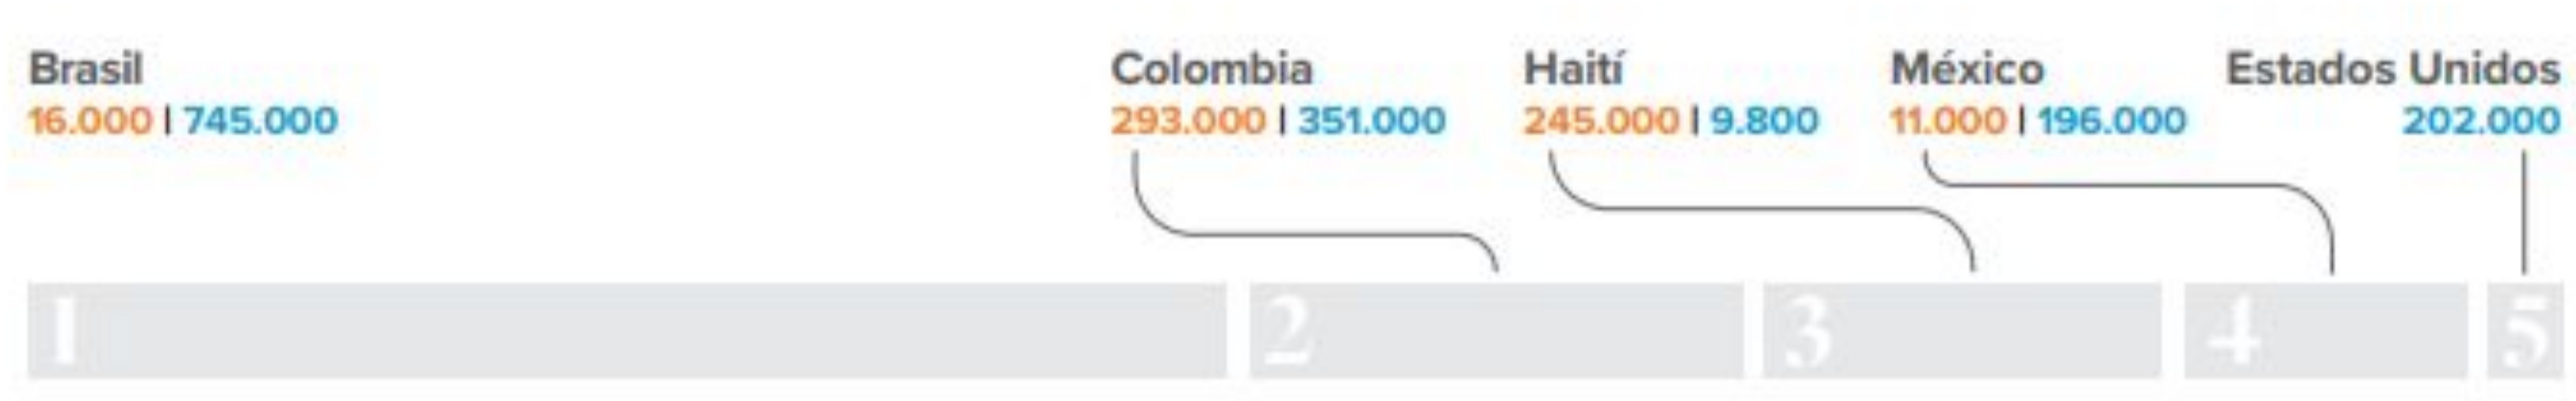 Brasil
16.000 | 745.000
Colombia
293.000 | 351.000
Haití
245.000 | 9.800
México
11.000 | 196.000
Estados Unidos
202.000
1
2
3
4
5